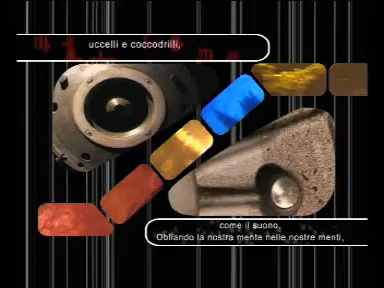 uccelli e coccodrilli,
come il suono,
Obliando la nostra mente nelle nostre menti,